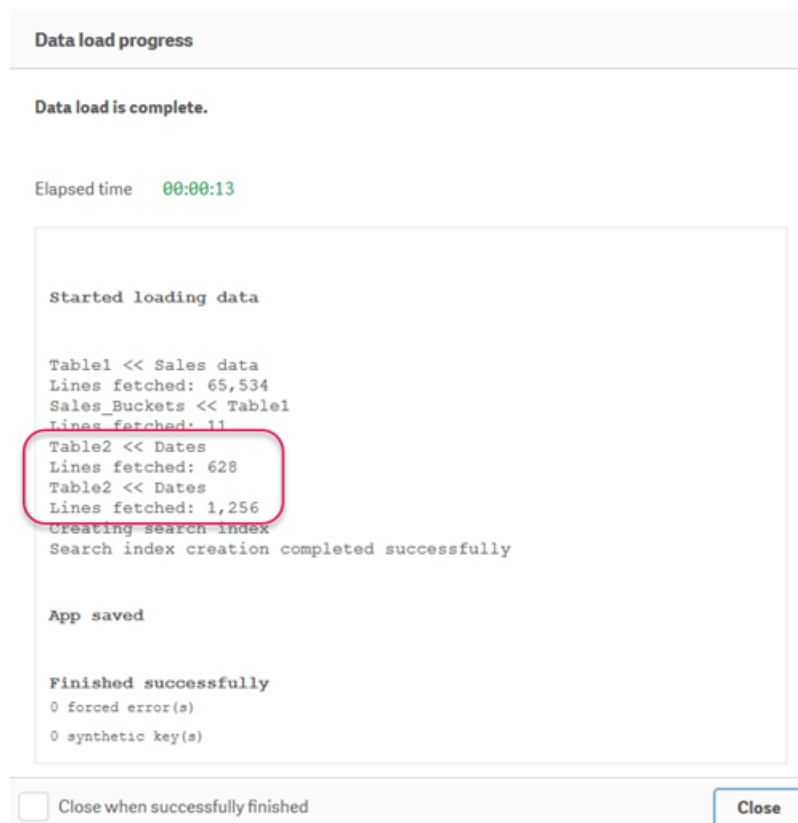 Data load progress
Data load is complete.
Elapsed time 00:00:13
Started loading data
Table1 << Sales data
Lines fetched: 65,534
Sales_Buckets << Table1
Lines fetched: 11
Table2 << Dates
Lines fetched: 628
Table2 << Dates
Lines fetched: 1,256
Creating search index
Search index creation completed successfully
App saved
Finished successfully
0 forced error(s)
0 synthetic key(s)
Close when successfully finished
Close